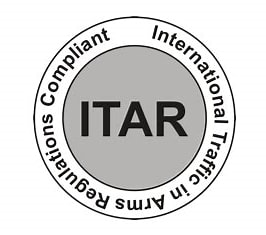 International Traffic in Arms Regulations Compliant
ITAR